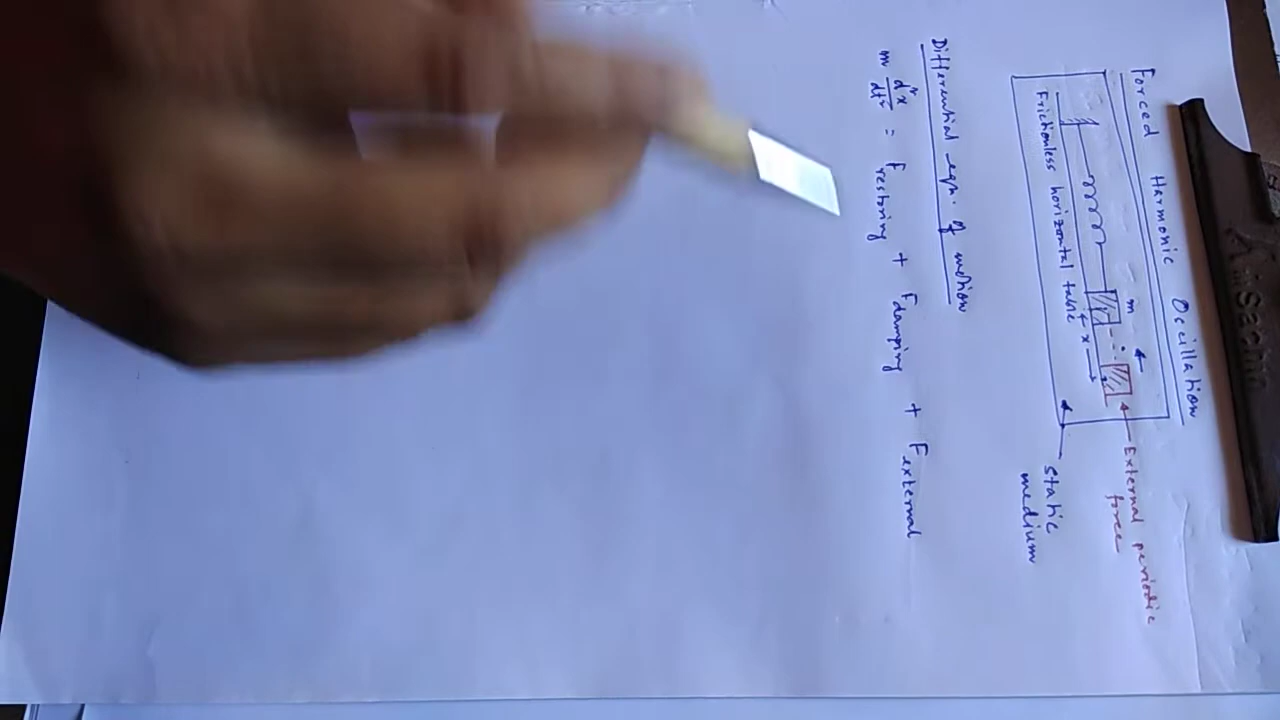 Forced Harmonic Oscillation
m
External periodic
force
x
Frictionless horizontal table
static
medium
Differential eqn. of motion
m d²x/dt² = F restoring + F damping + F external